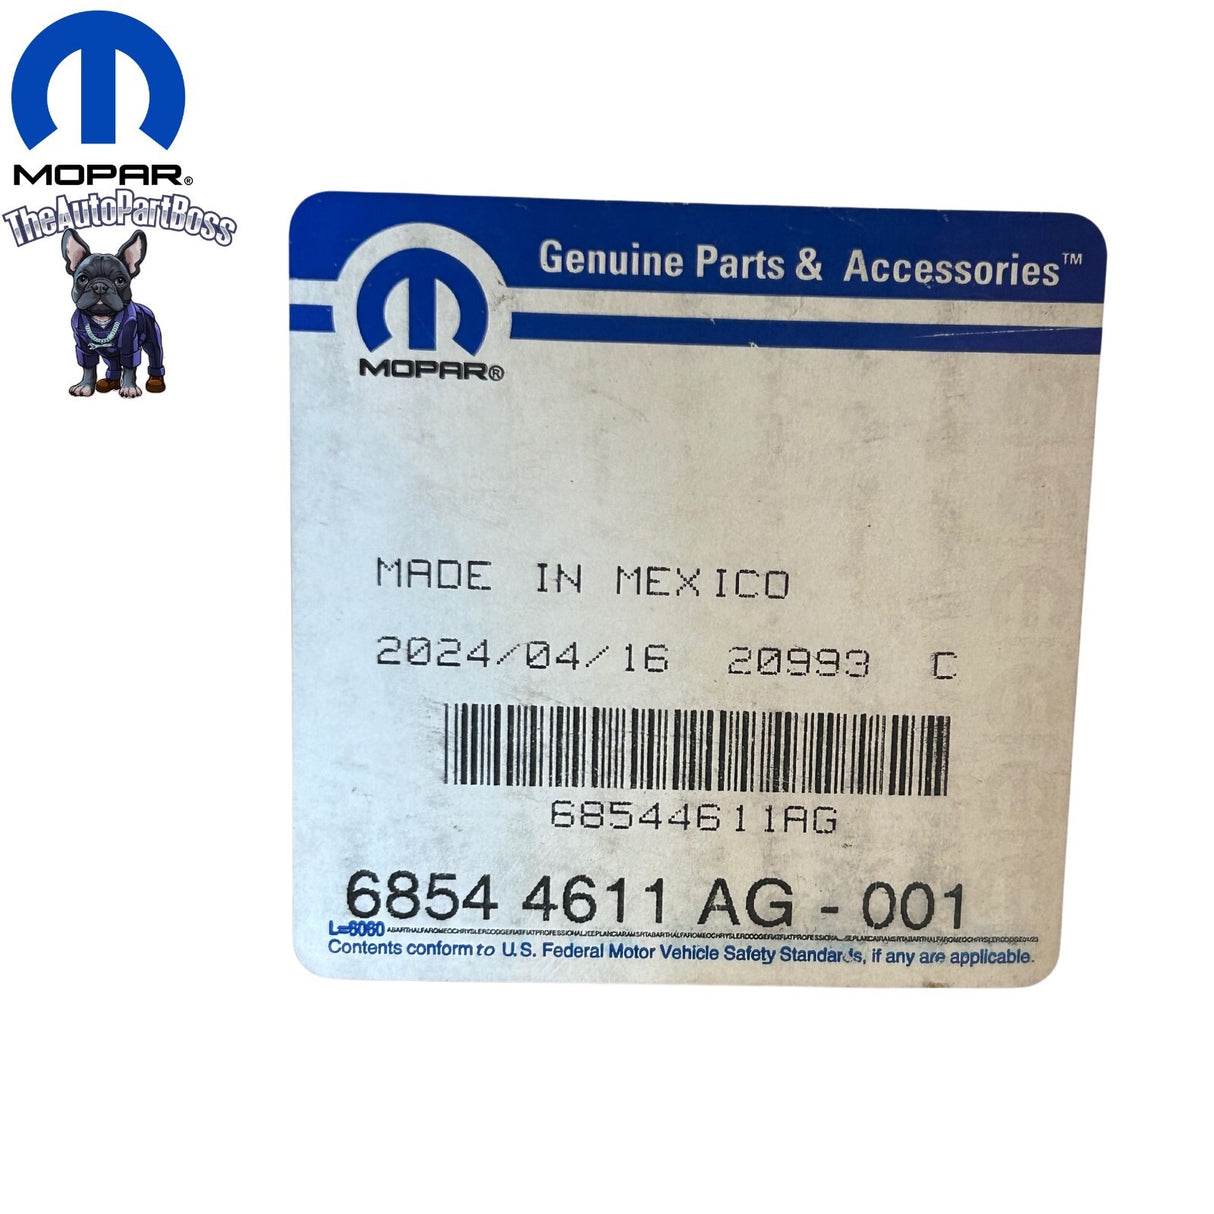 MOPAR®
TheAutoPartBoss
Genuine Parts & Accessories™
MOPAR®
MADE IN MEXICO
2024/04/16 20993 C
68544611AG
6854 4611 AG - 001
L=6060
Contents conform to U.S. Federal Motor Vehicle Safety Standards, if any are applicable.